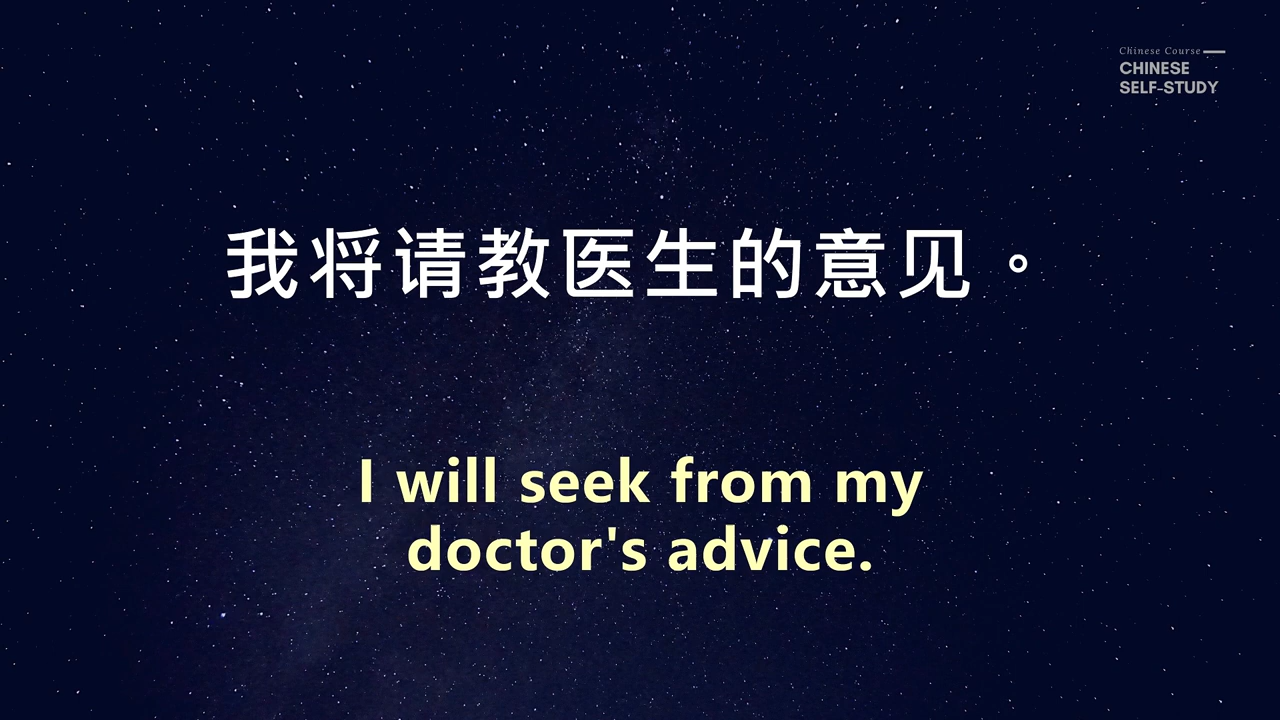 Chinese Course
CHINESE
SELF-STUDY
我将请教医生的意见。
I will seek from my
doctor's advice.